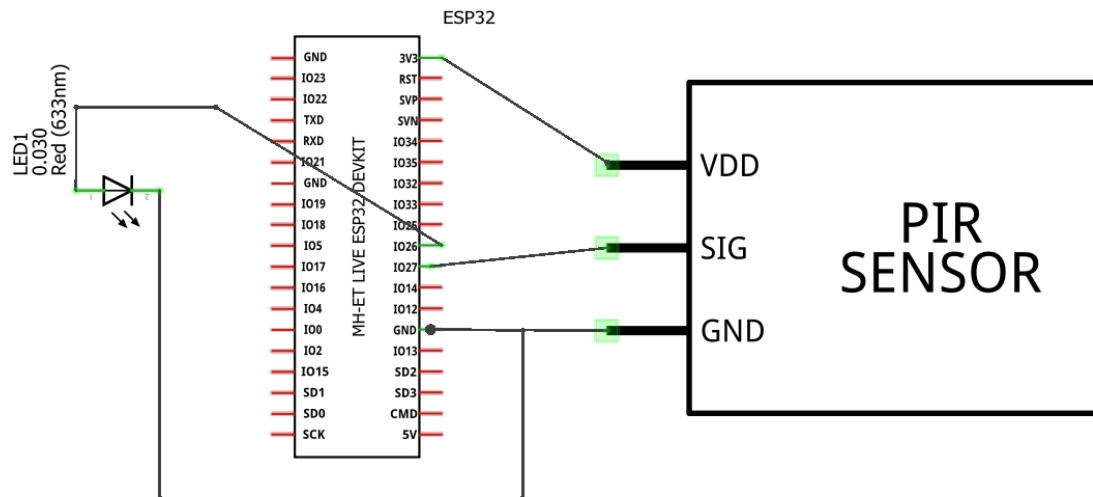 ESP32
LED1
0.030
Red (633nm)
1
2
MH-ET LIVE ESP32 DEVKIT
GND
IO23
IO22
TXD
RXD
IO21
GND
IO19
IO18
IO5
IO17
IO16
IO4
IO0
IO2
IO15
SD1
SD0
SCK
3V3
RST
SVP
SVN
IO34
IO35
IO32
IO33
IO25
IO26
IO27
IO14
IO12
GND
IO13
SD2
SD3
CMD
5V
VDD
SIG
GND
PIR
SENSOR